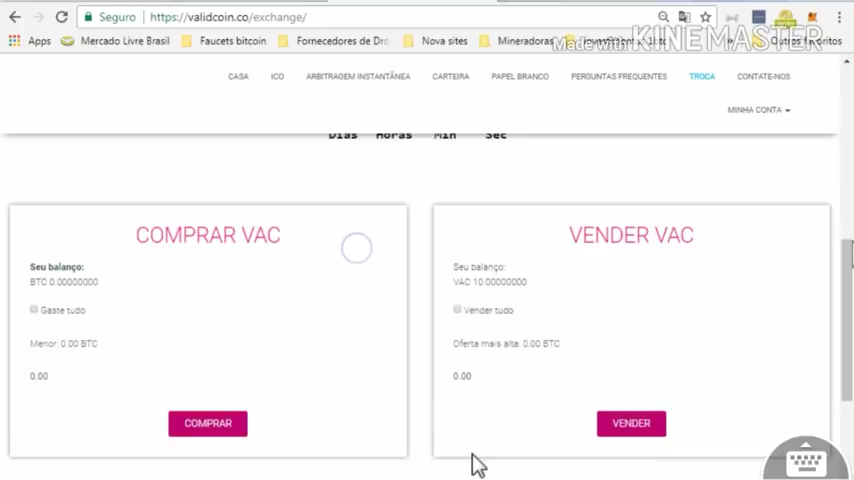 Seguro https://validcoin.co/exchange/
Apps Mercado Livre Brasil Faucets bitcoin Fornecedores de Dro Nova sites Mineradoras Outros favoritos
Made with KINEMASTER
CASA ICO ARBITRAGEM INSTANTÂNEA CARTEIRA PAPEL BRANCO PERGUNTAS FREQUENTES TROCA CONTATE-NOS
MINHA CONTA
Dias Horas Min Sec
COMPRAR VAC
Seu balanço:
BTC 0.00000000
Gaste tudo
Menor: 0.00 BTC
0.00
COMPRAR
VENDER VAC
Seu balanço:
VAC 10.00000000
Vender tudo
Oferta mais alta: 0.00 BTC
0.00
VENDER